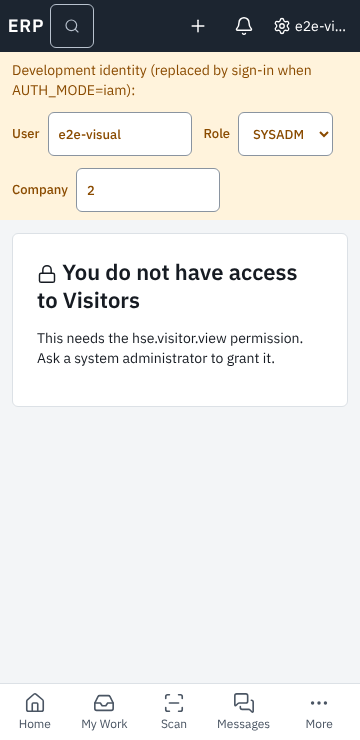 ERP
e2e-vi...
Development identity (replaced by sign-in when
AUTH_MODE=iam):
User e2e-visual Role SYSADM
Company 2
You do not have access
to Visitors
This needs the hse.visitor.view permission.
Ask a system administrator to grant it.
Home My Work Scan Messages More